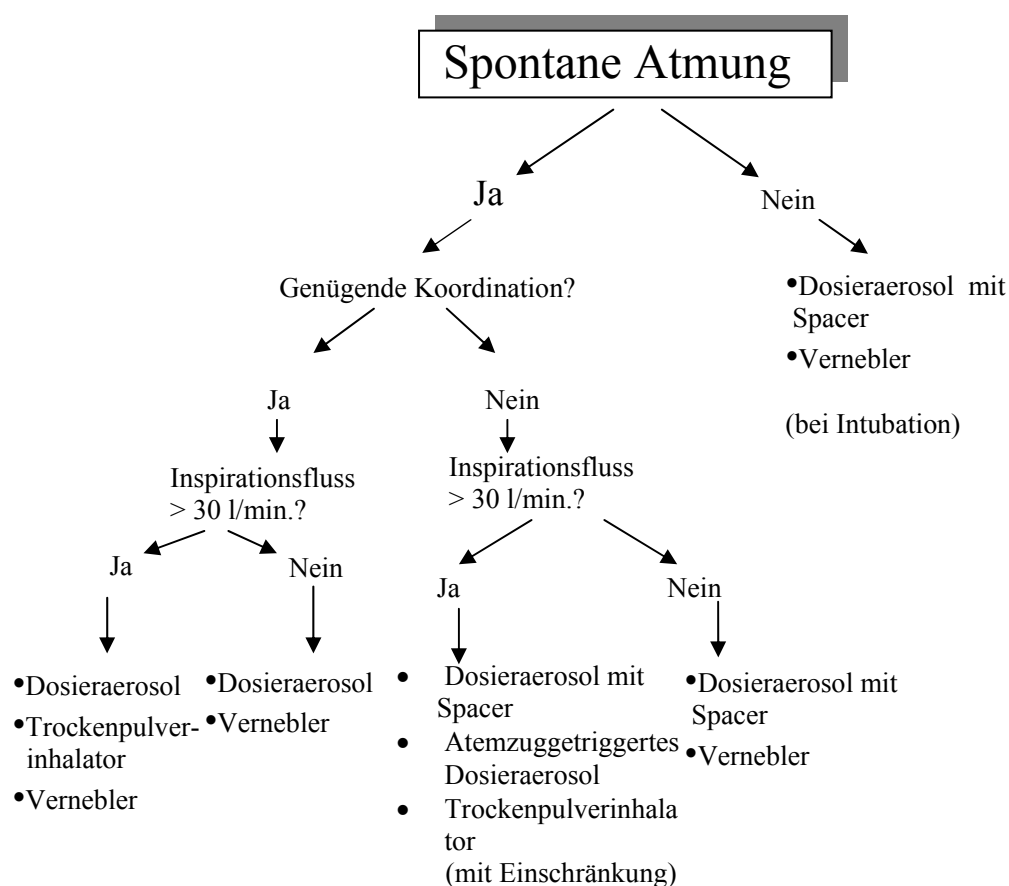 Spontane Atmung
Ja
Nein
Genügende Koordination?
•Dosieraerosol mit
Spacer
•Vernebler
(bei Intubation)
Ja
Nein
Inspirationsfluss
> 30 l/min.?
Inspirationsfluss
> 30 l/min.?
Ja
Nein
Ja
Nein
•Dosieraerosol
•Trockenpulver-
inhalator
•Vernebler
•Dosieraerosol
•Vernebler
• Dosieraerosol mit
Spacer
• Atemzuggetriggertes
Dosieraerosol
• Trockenpulverinhala
tor
(mit Einschränkung)
•Dosieraerosol mit
Spacer
•Vernebler